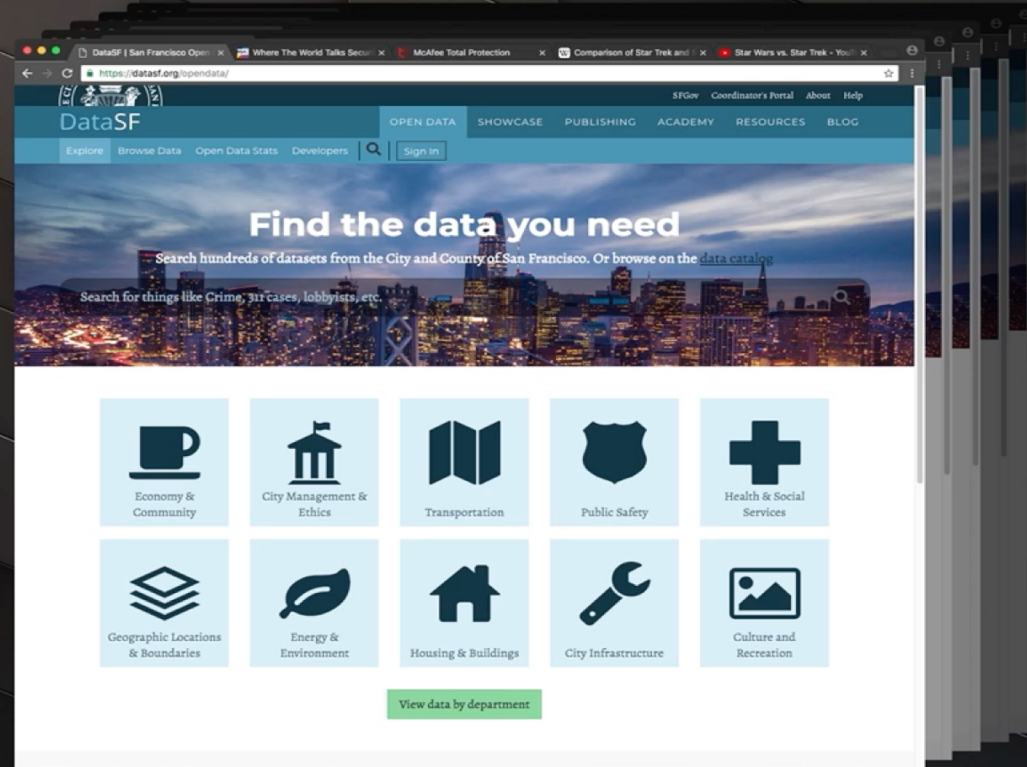 DataSF | San Francisco Open
Where The World Talks Secur
McAfee Total Protection
Comparison of Star Trek and
Star Wars vs. Star Trek - You
https://datasf.org/opendata/
SFGov Coordinator's Portal About Help
DataSF
OPEN DATA SHOWCASE PUBLISHING ACADEMY RESOURCES BLOG
Explore Browse Data Open Data Stats Developers Sign In
Find the data you need
Search hundreds of datasets from the City and County of San Francisco. Or browse on the data catalog
Search for things like Crime, 311 cases, lobbyists, etc.
Economy &
Community
City Management &
Ethics
Transportation
Public Safety
Health & Social
Services
Geographic Locations
& Boundaries
Energy &
Environment
Housing & Buildings
City Infrastructure
Culture and
Recreation
View data by department